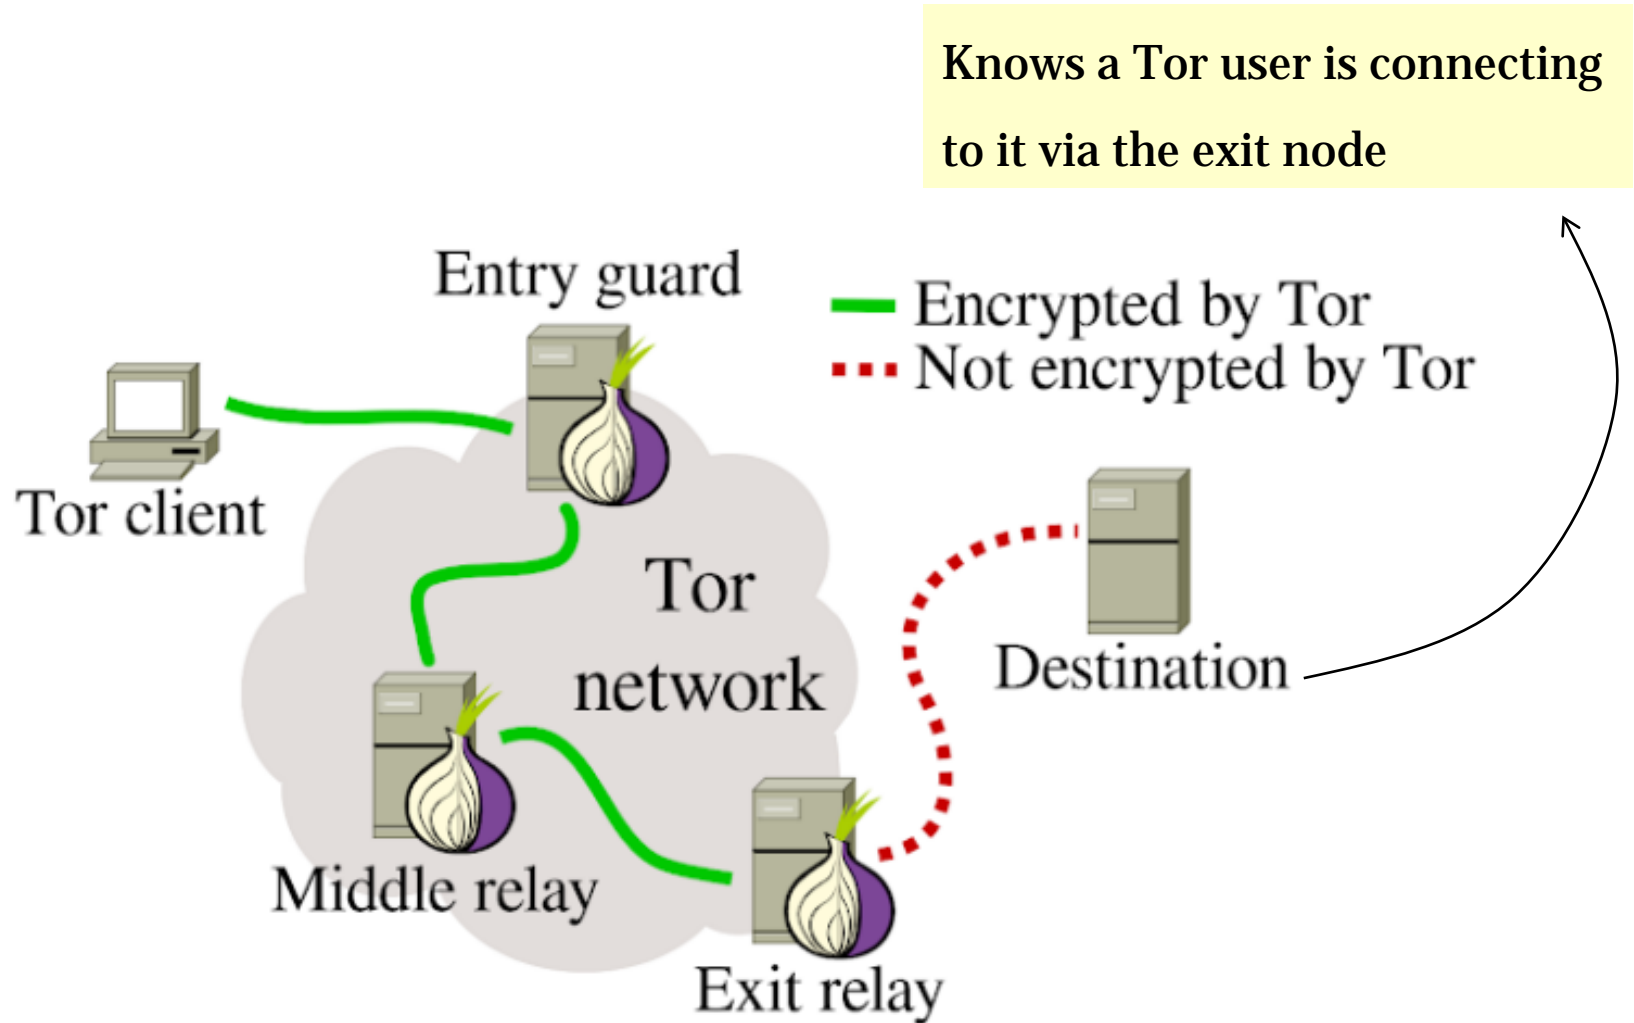 Knows a Tor user is connecting
to it via the exit node
Entry guard
Encrypted by Tor
Not encrypted by Tor
Tor client
Tor
network
Destination
Middle relay
Exit relay